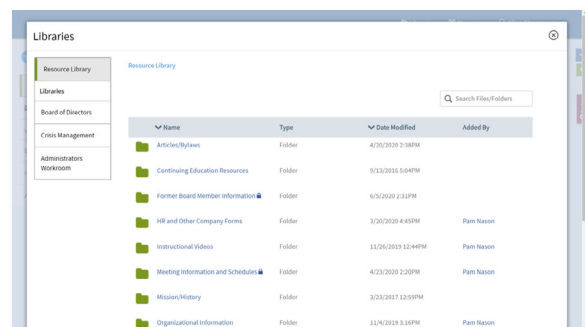 Libraries
Resource Library
Libraries
Board of Directors
Crisis Management
Administrators
Workroom
Resource Library
Search Files/Folders
Name Type Date Modified Added By
Articles/Bylaws Folder 4/20/2020 2:38PM
Continuing Education Resources Folder 9/13/2016 5:04PM
Former Board Member Information Folder 6/5/2020 2:31PM
HR and Other Company Forms Folder 3/20/2020 4:45PM Pam Nason
Instructional Videos Folder 11/26/2019 12:44PM Pam Nason
Meeting Information and Schedules Folder 4/23/2020 2:20PM Pam Nason
Mission/History Folder 3/23/2017 12:59PM
Organizational Information Folder 11/4/2019 3:16PM Pam Nason